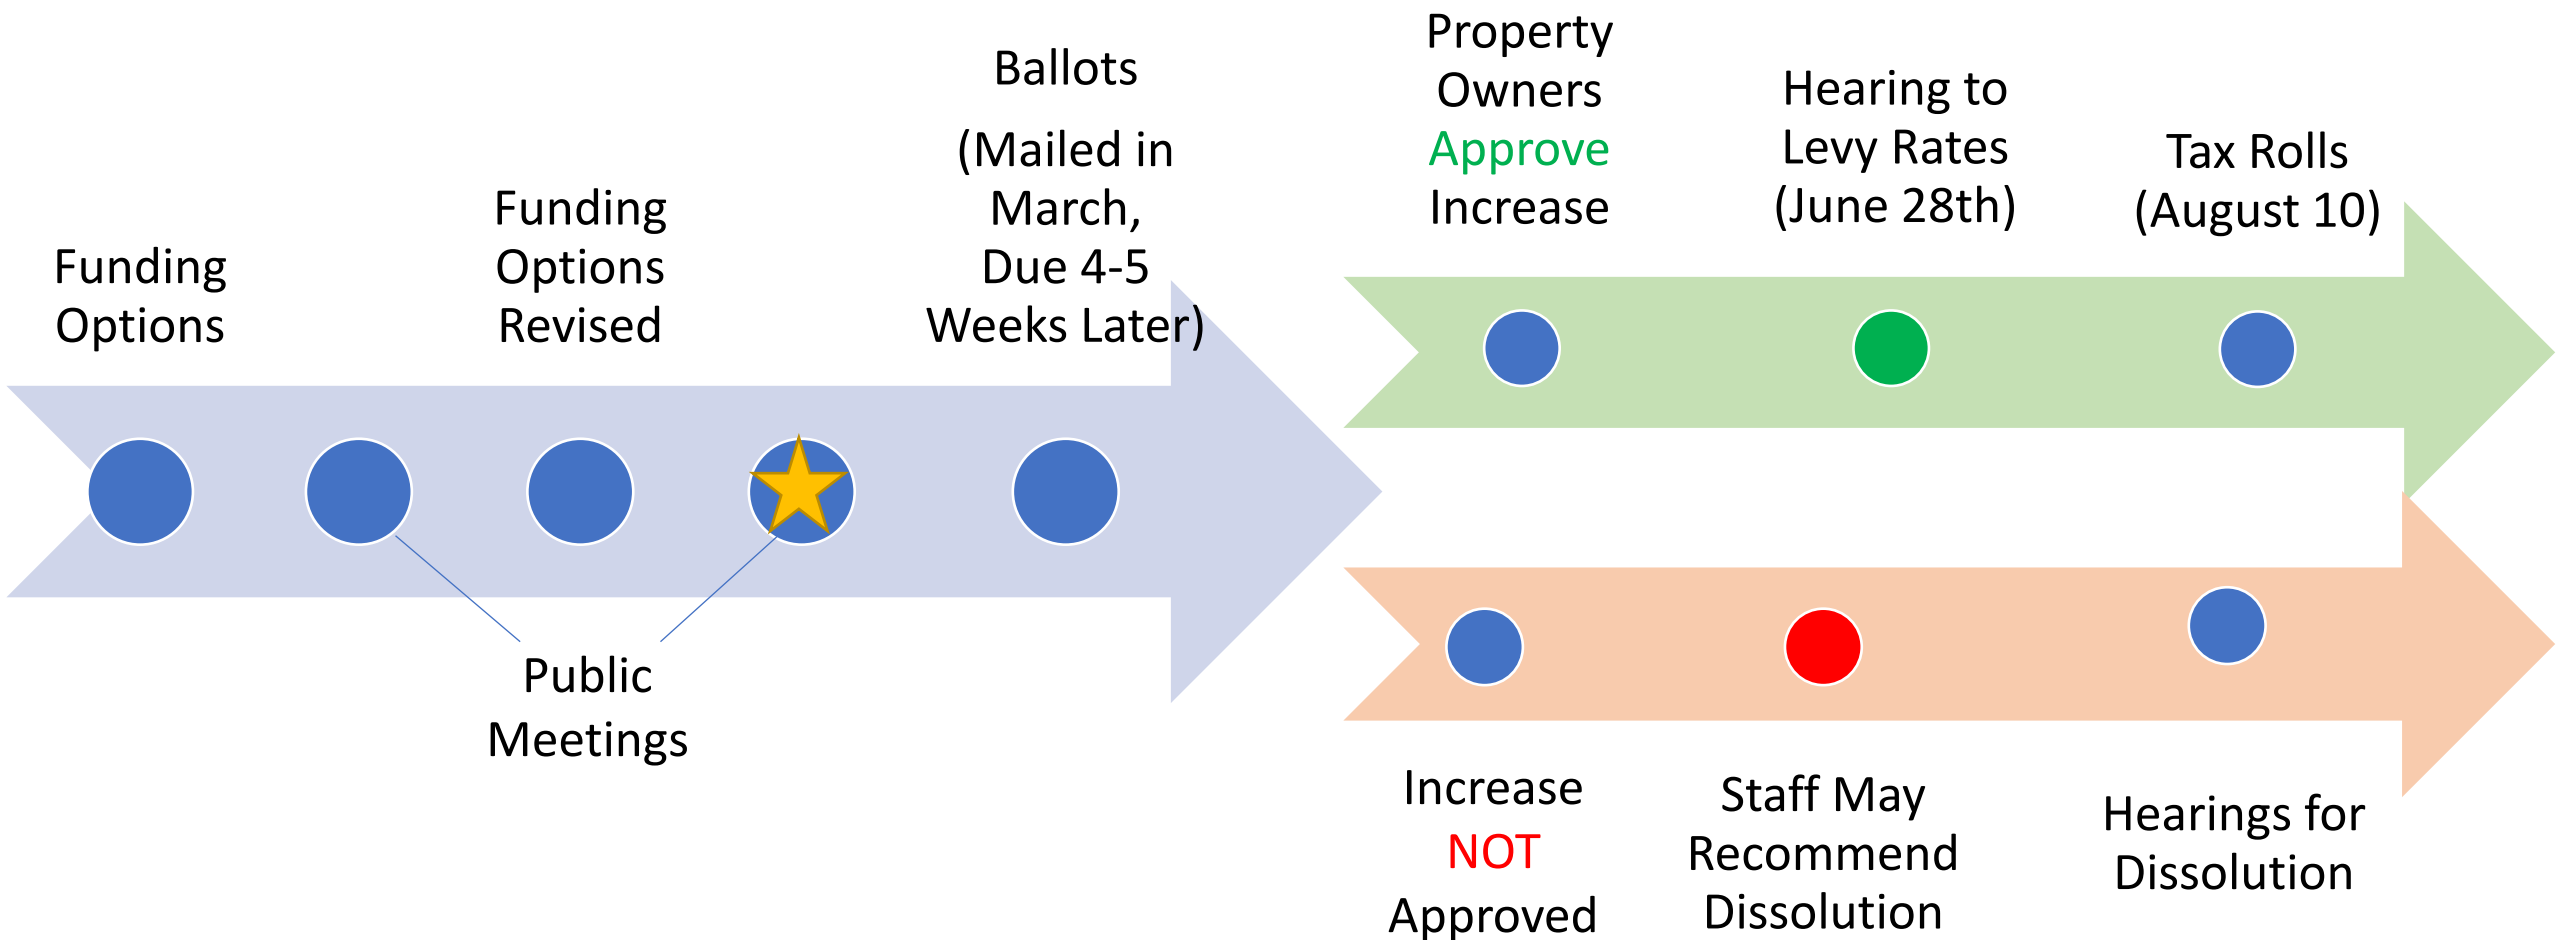 Funding
Options
Funding
Options
Revised
Ballots
(Mailed in
March,
Due 4-5
Weeks Later)
Public
Meetings
Property
Owners
Approve
Increase
Hearing to
Levy Rates
(June 28th)
Tax Rolls
(August 10)
Increase
NOT
Approved
Staff May
Recommend
Dissolution
Hearings for
Dissolution